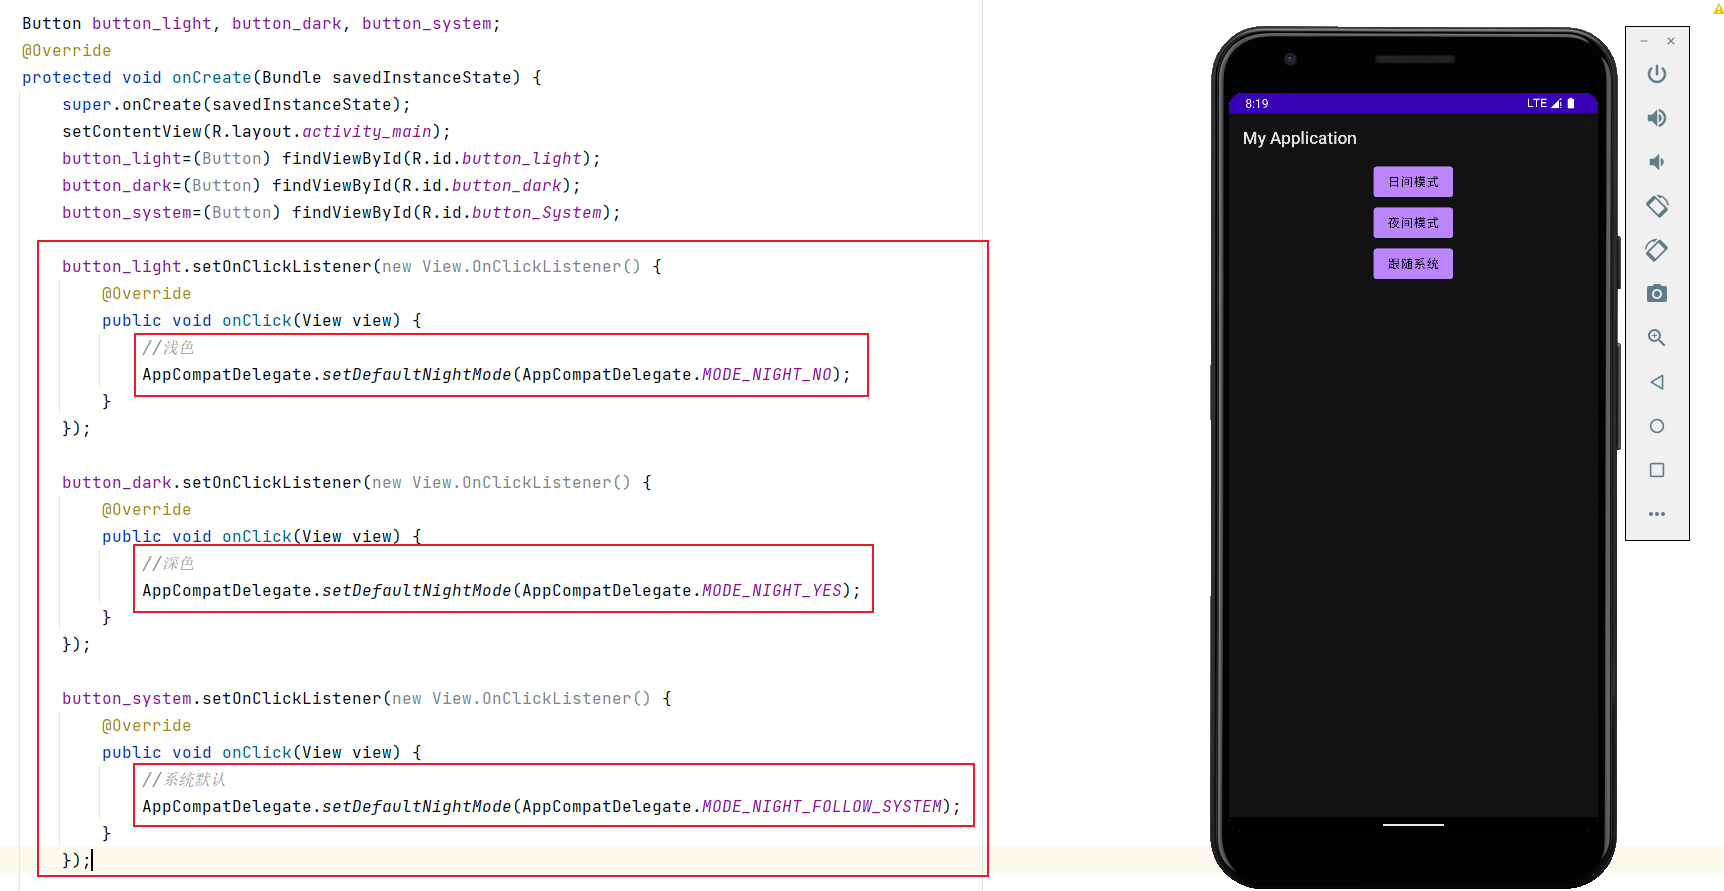 Button button_light, button_dark, button_system;
@Override
protected void onCreate(Bundle savedInstanceState) {
super.onCreate(savedInstanceState);
setContentView(R.layout.activity_main);
button_light=(Button) findViewById(R.id.button_light);
button_dark=(Button) findViewById(R.id.button_dark);
button_system=(Button) findViewById(R.id.button_System);
button_light.setOnClickListener(new View.OnClickListener() {
@Override
public void onClick(View view) {
//浅色
AppCompatDelegate.setDefaultNightMode(AppCompatDelegate.MODE_NIGHT_NO);
}
});
button_dark.setOnClickListener(new View.OnClickListener() {
@Override
public void onClick(View view) {
//深色
AppCompatDelegate.setDefaultNightMode(AppCompatDelegate.MODE_NIGHT_YES);
}
});
button_system.setOnClickListener(new View.OnClickListener() {
@Override
public void onClick(View view) {
//系统默认
AppCompatDelegate.setDefaultNightMode(AppCompatDelegate.MODE_NIGHT_FOLLOW_SYSTEM);
}
});
8:19 LTE
My Application
日间模式
夜间模式
跟随系统